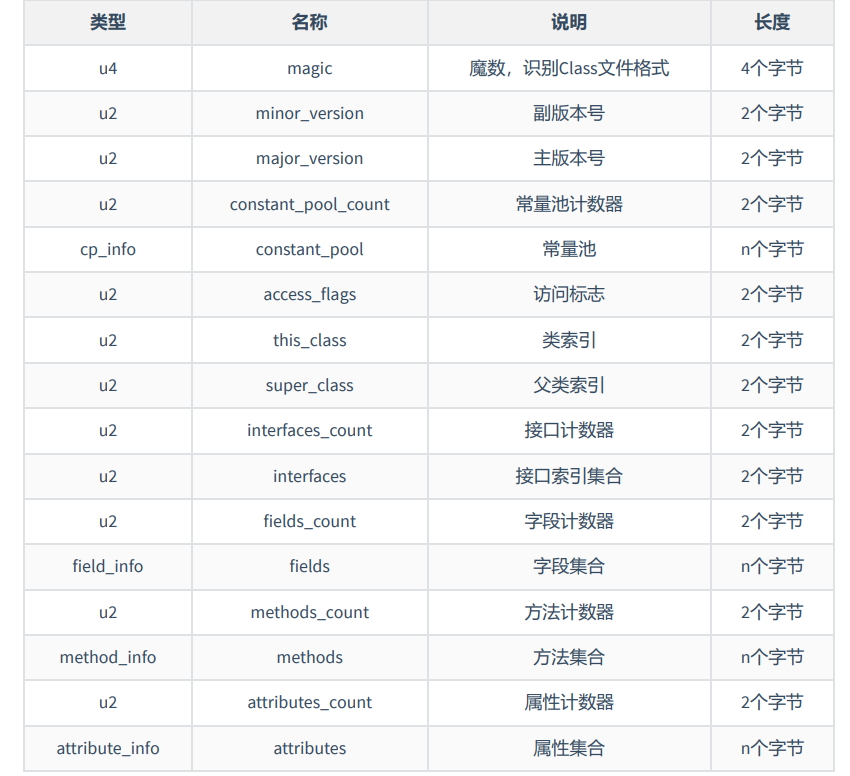 类型 名称 说明 长度
u4 magic 魔数，识别Class文件格式 4个字节
u2 minor_version 副版本号 2个字节
u2 major_version 主版本号 2个字节
u2 constant_pool_count 常量池计数器 2个字节
cp_info constant_pool 常量池 n个字节
u2 access_flags 访问标志 2个字节
u2 this_class 类索引 2个字节
u2 super_class 父类索引 2个字节
u2 interfaces_count 接口计数器 2个字节
u2 interfaces 接口索引集合 2个字节
u2 fields_count 字段计数器 2个字节
field_info fields 字段集合 n个字节
u2 methods_count 方法计数器 2个字节
method_info methods 方法集合 n个字节
u2 attributes_count 属性计数器 2个字节
attribute_info attributes 属性集合 n个字节